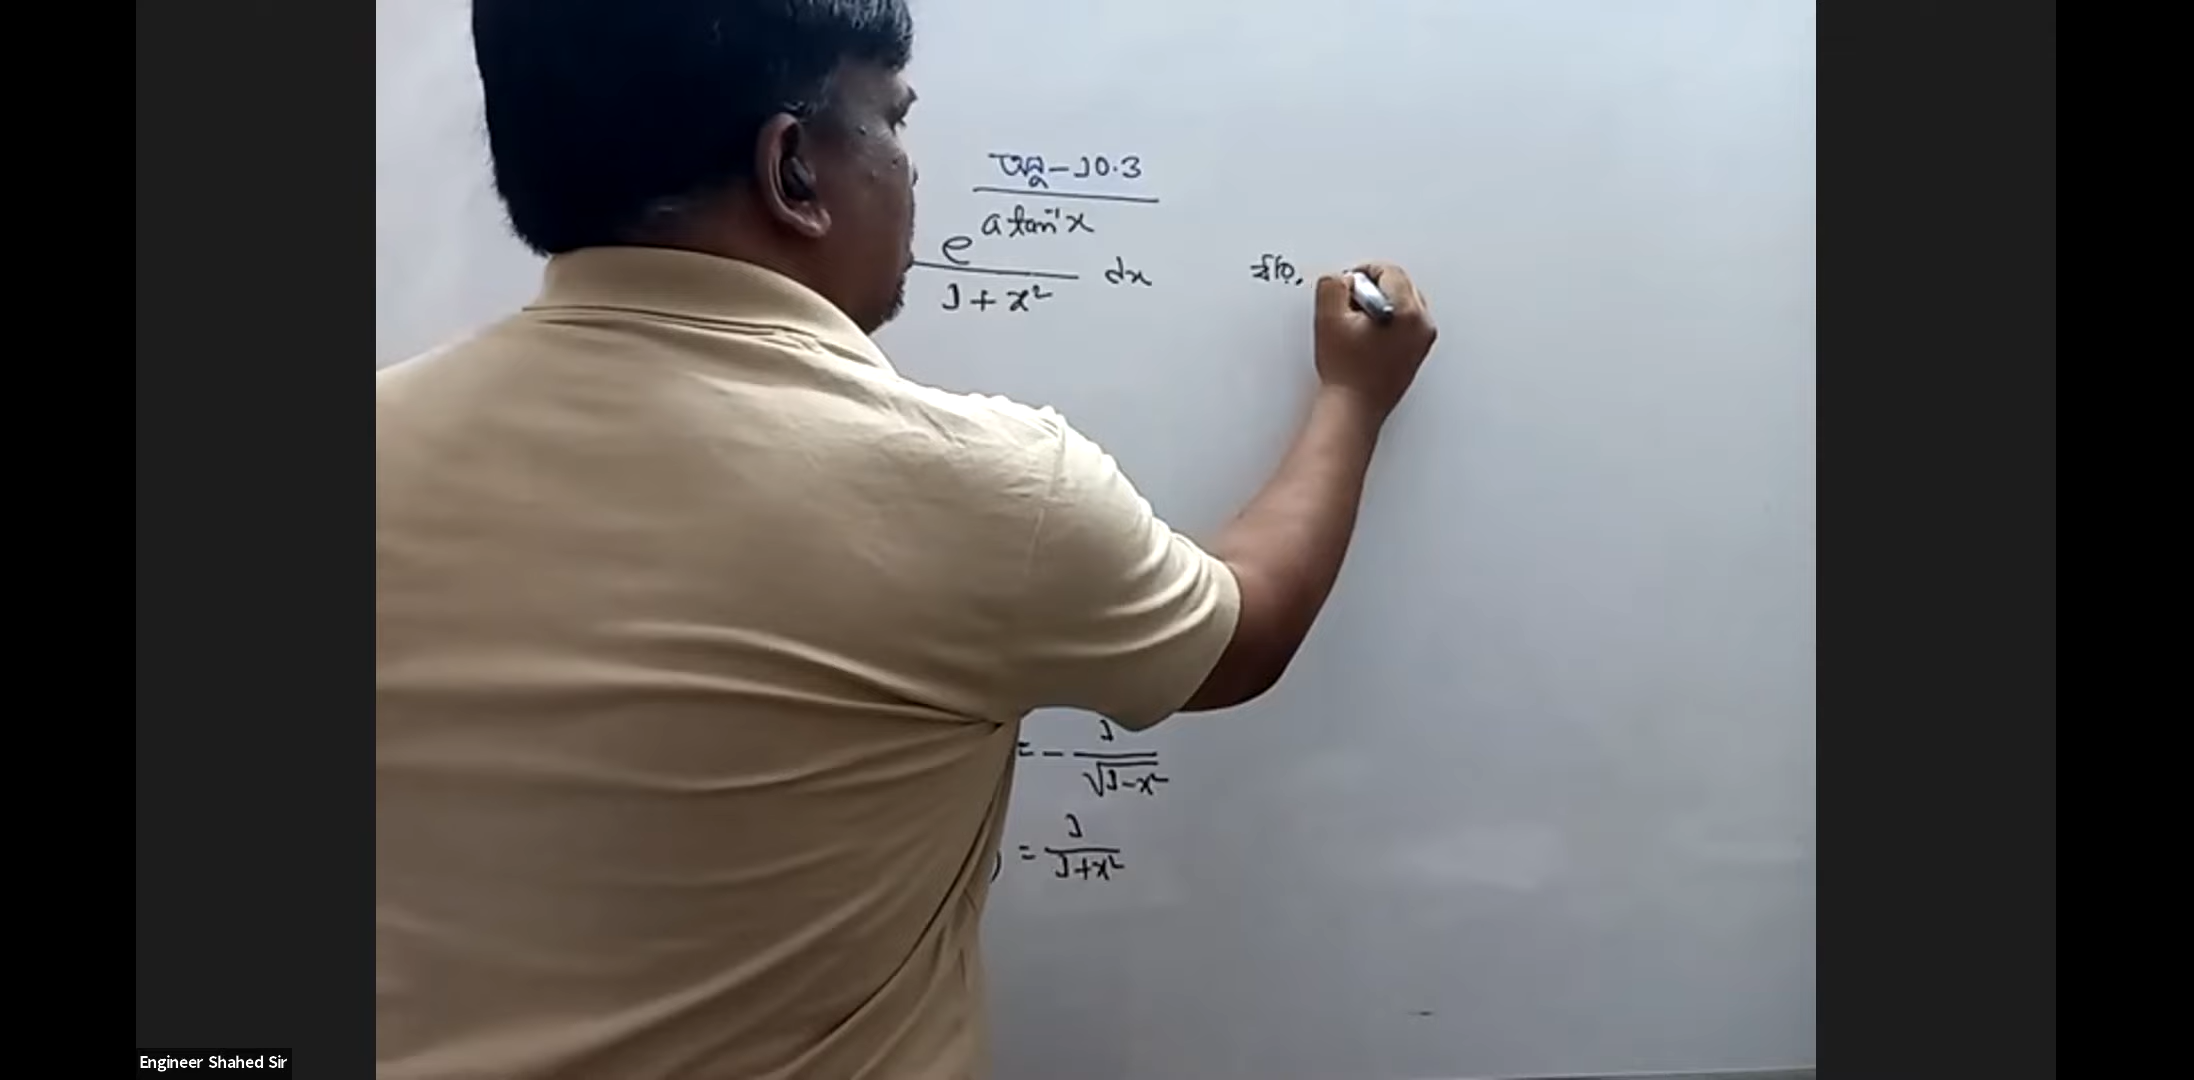 অনু-10.3
e^{a tan⁻¹x}/(1+x²) dx ধরি,
= - 1/√(1-x²)
) = 1/(1+x²)
Engineer Shahed Sir